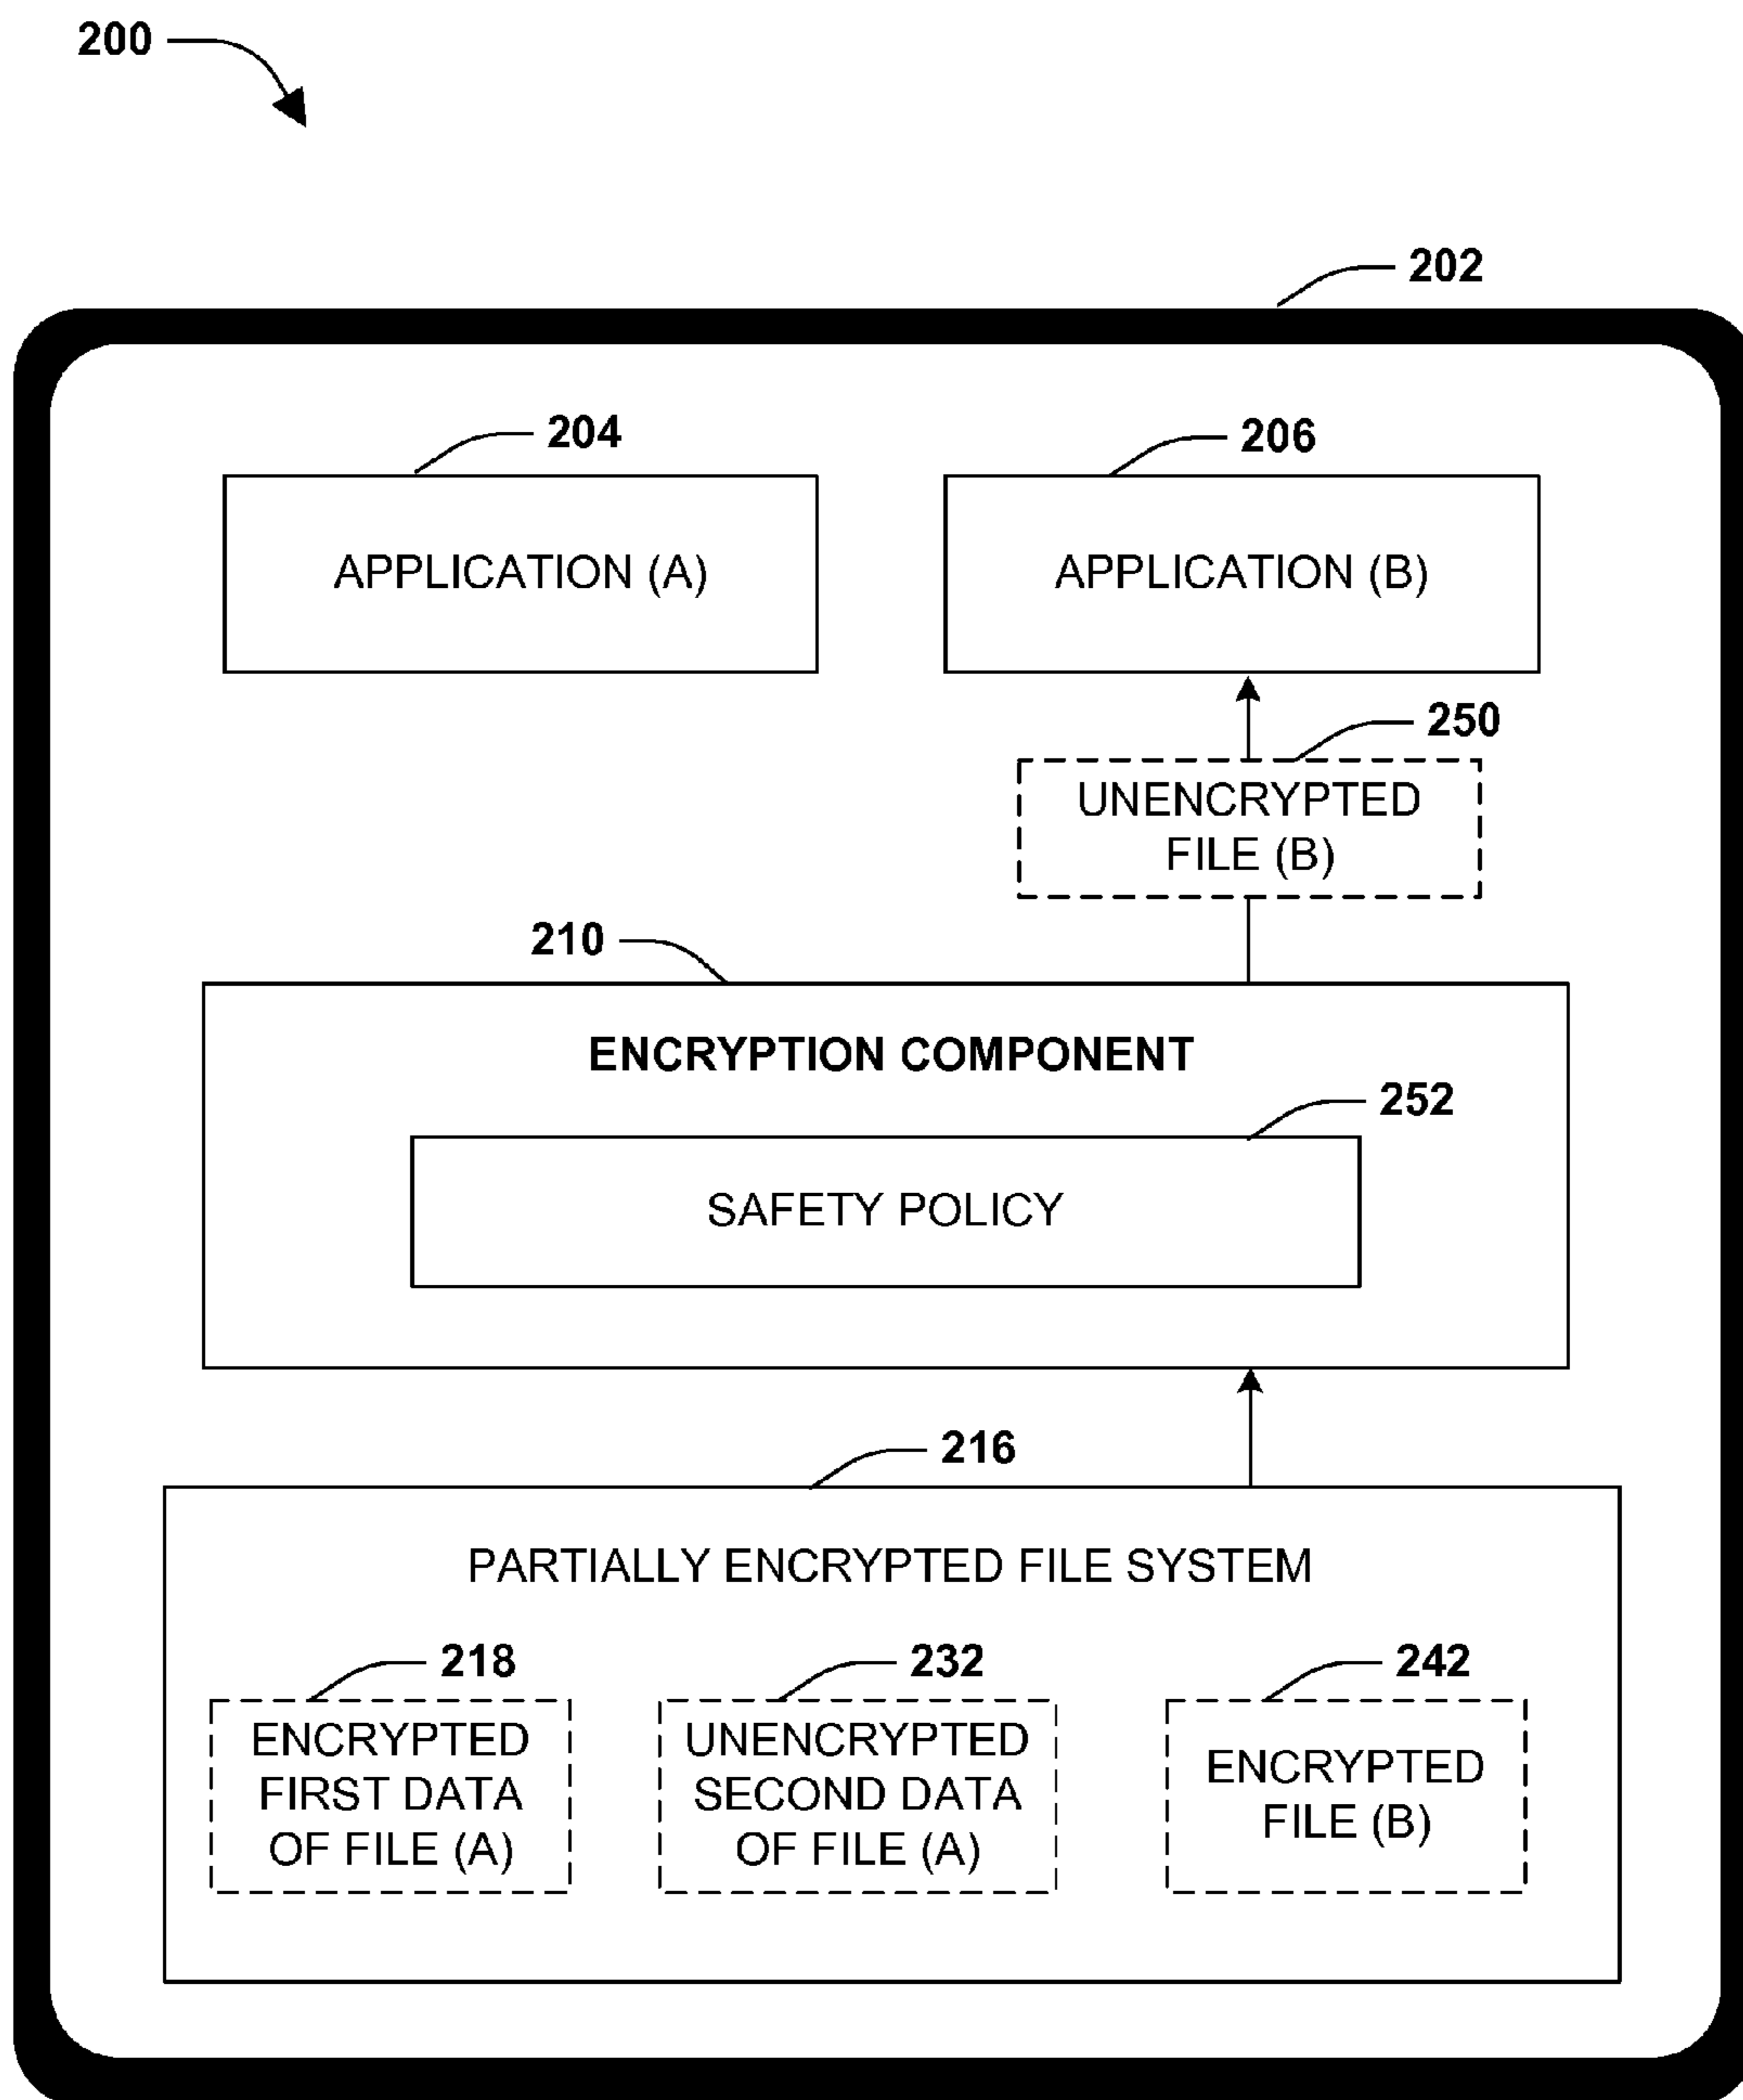 200
202
204
206
APPLICATION (A)
APPLICATION (B)
250
UNENCRYPTED
FILE (B)
210
ENCRYPTION COMPONENT
252
SAFETY POLICY
216
PARTIALLY ENCRYPTED FILE SYSTEM
218
232
242
ENCRYPTED
FIRST DATA
OF FILE (A)
UNENCRYPTED
SECOND DATA
OF FILE (A)
ENCRYPTED
FILE (B)